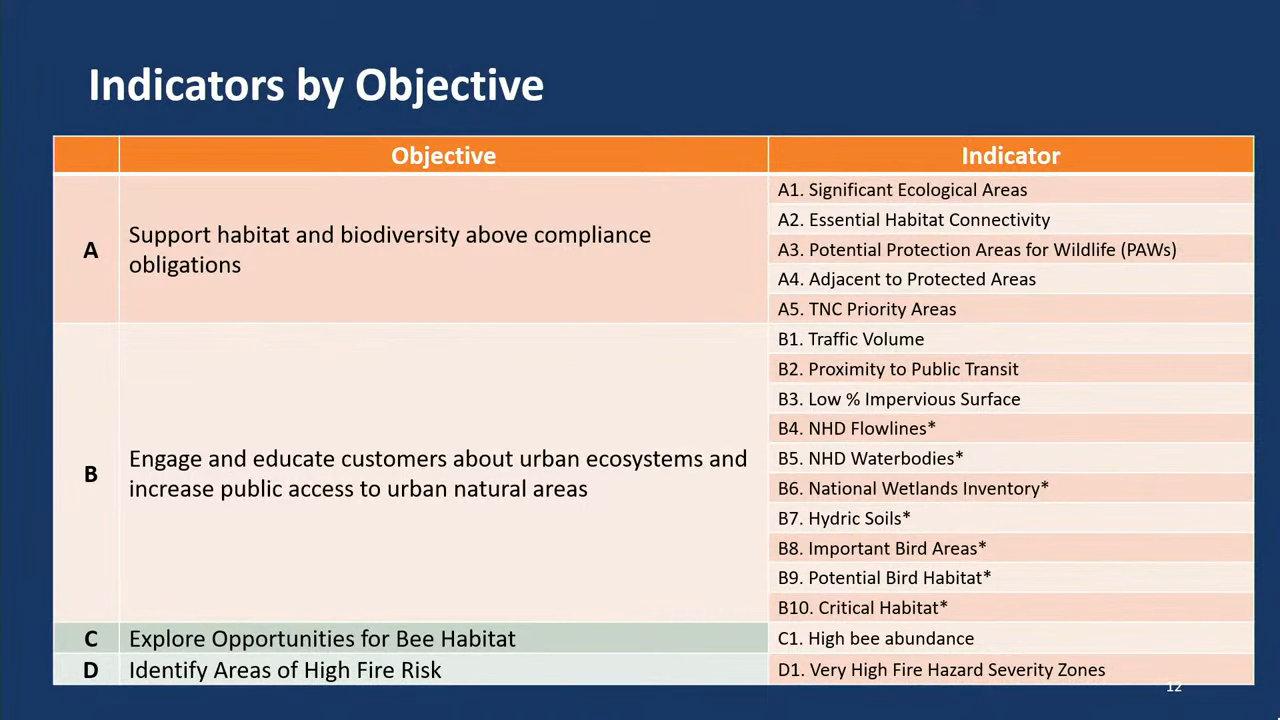 Indicators by Objective
Objective
Indicator
A
Support habitat and biodiversity above compliance
obligations
A1. Significant Ecological Areas
A2. Essential Habitat Connectivity
A3. Potential Protection Areas for Wildlife (PAWs)
A4. Adjacent to Protected Areas
A5. TNC Priority Areas
B
Engage and educate customers about urban ecosystems and
increase public access to urban natural areas
B1. Traffic Volume
B2. Proximity to Public Transit
B3. Low % Impervious Surface
B4. NHD Flowlines*
B5. NHD Waterbodies*
B6. National Wetlands Inventory*
B7. Hydric Soils*
B8. Important Bird Areas*
B9. Potential Bird Habitat*
B10. Critical Habitat*
C
Explore Opportunities for Bee Habitat
C1. High bee abundance
D
Identify Areas of High Fire Risk
D1. Very High Fire Hazard Severity Zones
12